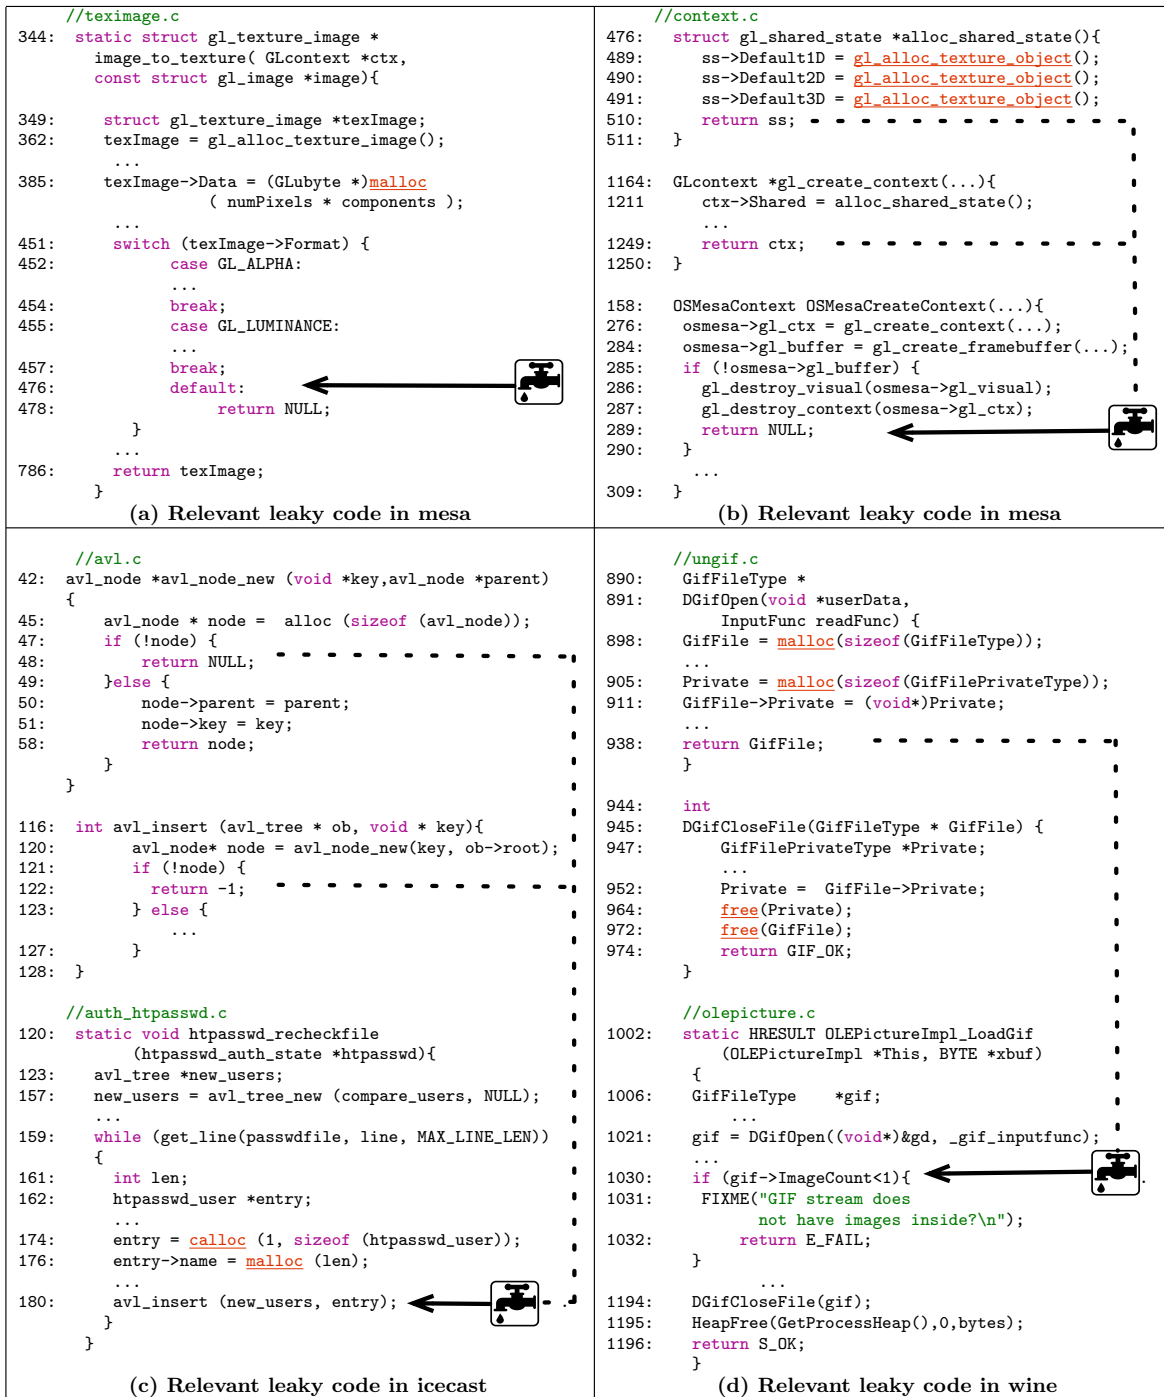 //teximage.c
344: static struct gl_texture_image *
image_to_texture( GLcontext *ctx,
const struct gl_image *image){
349: struct gl_texture_image *texImage;
362: texImage = gl_alloc_texture_image();
...
385: texImage->Data = (GLubyte *)malloc
( numPixels * components );
...
451: switch (texImage->Format) {
452: case GL_ALPHA:
...
454: break;
455: case GL_LUMINANCE:
...
457: break;
476: default:
478: return NULL;
}
...
786: return texImage;
}
(a) Relevant leaky code in mesa
//context.c
476: struct gl_shared_state *alloc_shared_state(){
489: ss->Default1D = gl_alloc_texture_object();
490: ss->Default2D = gl_alloc_texture_object();
491: ss->Default3D = gl_alloc_texture_object();
510: return ss;
511: }
1164: GLcontext *gl_create_context(...){
1211 ctx->Shared = alloc_shared_state();
...
1249: return ctx;
1250: }
158: OSMesaContext OSMesaCreateContext(...){
276: osmesa->gl_ctx = gl_create_context(...);
284: osmesa->gl_buffer = gl_create_framebuffer(...);
285: if (!osmesa->gl_buffer) {
286: gl_destroy_visual(osmesa->gl_visual);
287: gl_destroy_context(osmesa->gl_ctx);
289: return NULL;
290: }
...
309: }
(b) Relevant leaky code in mesa
//avl.c
42: avl_node *avl_node_new (void *key,avl_node *parent)
{
45: avl_node * node = alloc (sizeof (avl_node));
47: if (!node) {
48: return NULL;
49: }else {
50: node->parent = parent;
51: node->key = key;
58: return node;
}
}
116: int avl_insert (avl_tree * ob, void * key){
120: avl_node* node = avl_node_new(key, ob->root);
121: if (!node) {
122: return -1;
123: } else {
...
127: }
128: }
//auth_htpasswd.c
120: static void htpasswd_recheckfile
(htpasswd_auth_state *htpasswd){
123: avl_tree *new_users;
157: new_users = avl_tree_new (compare_users, NULL);
...
159: while (get_line(passwdfile, line, MAX_LINE_LEN))
{
161: int len;
162: htpasswd_user *entry;
...
174: entry = calloc (1, sizeof (htpasswd_user));
176: entry->name = malloc (len);
...
180: avl_insert (new_users, entry);
}
}
(c) Relevant leaky code in icecast
//ungif.c
890: GifFileType *
891: DGifOpen(void *userData,
InputFunc readFunc) {
898: GifFile = malloc(sizeof(GifFileType));
...
905: Private = malloc(sizeof(GifFilePrivateType));
911: GifFile->Private = (void*)Private;
...
938: return GifFile;
}
944: int
945: DGifCloseFile(GifFileType * GifFile) {
947: GifFilePrivateType *Private;
...
952: Private = GifFile->Private;
964: free(Private);
972: free(GifFile);
974: return GIF_OK;
}
//olepicture.c
1002: static HRESULT OLEPictureImpl_LoadGif
(OLEPictureImpl *This, BYTE *xbuf)
{
1006: GifFileType *gif;
...
1021: gif = DGifOpen((void*)&gd, _gif_inputfunc);
...
1030: if (gif->ImageCount<1){
1031: FIXME("GIF stream does
not have images inside?\n");
1032: return E_FAIL;
}
...
1194: DGifCloseFile(gif);
1195: HeapFree(GetProcessHeap(),0,bytes);
1196: return S_OK;
}
(d) Relevant leaky code in wine